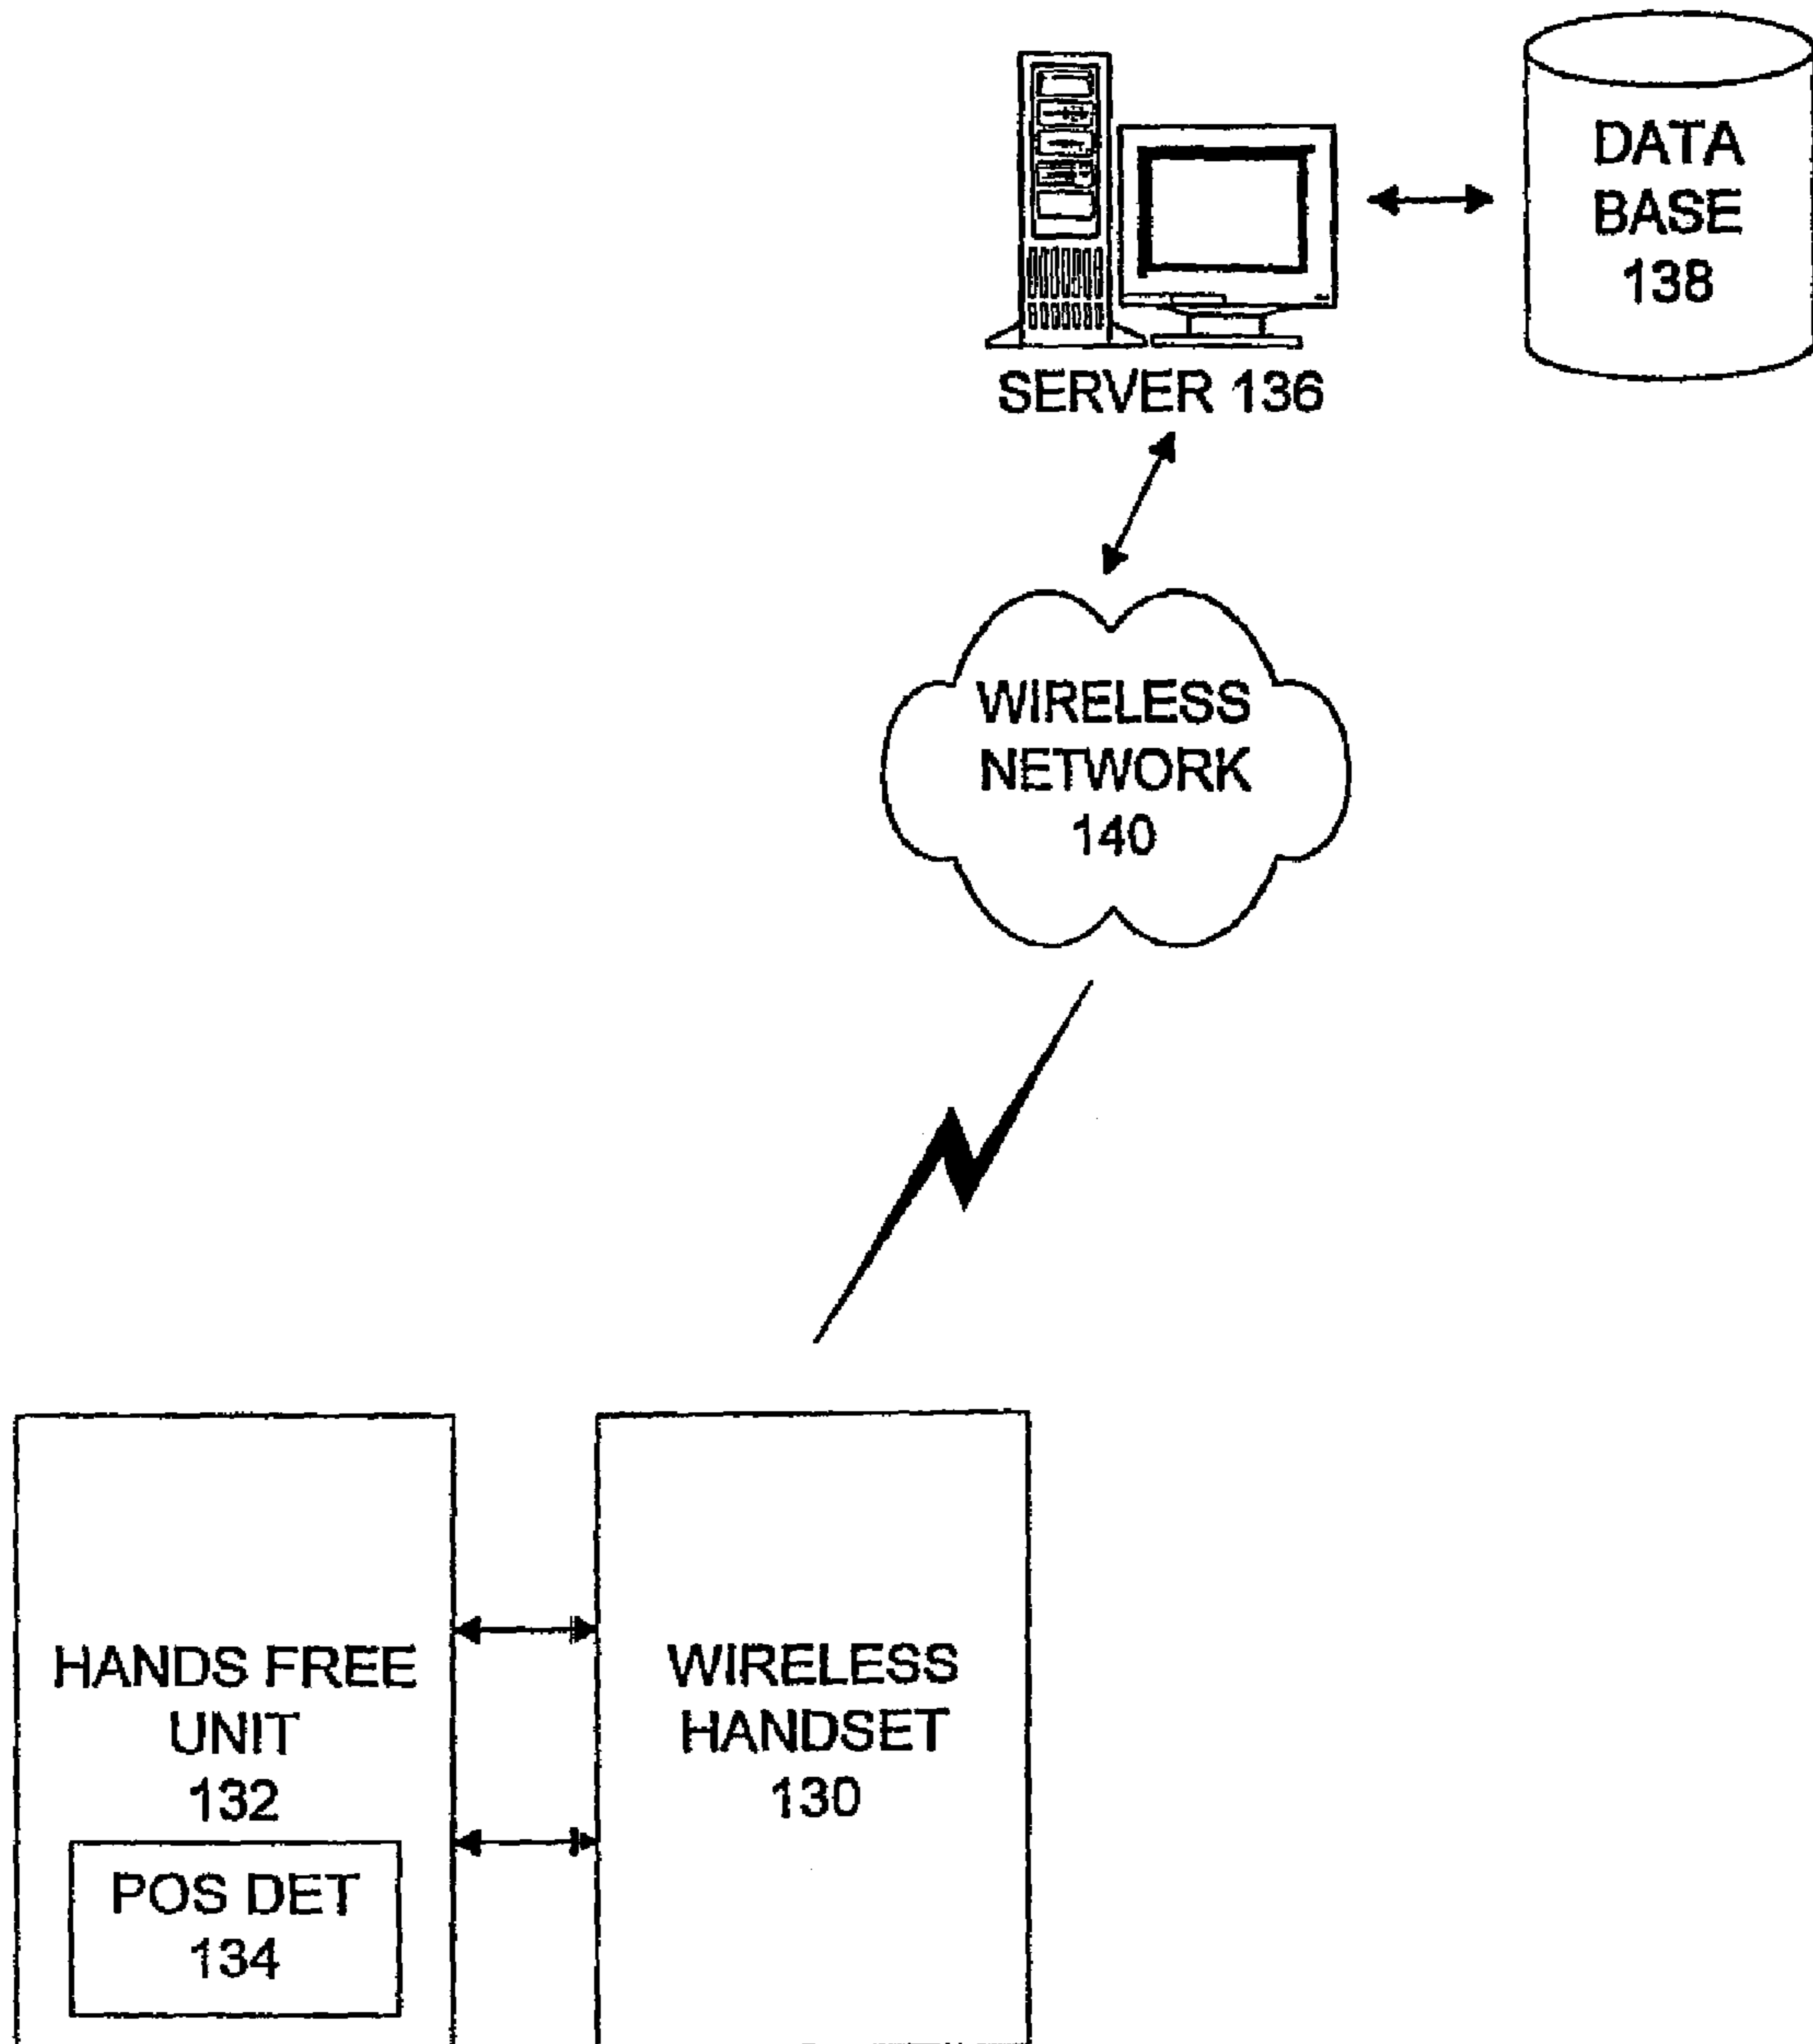 DATA
BASE
138
SERVER 136
WIRELESS
NETWORK
140
HANDS FREE
UNIT
132
POS DET
134
WIRELESS
HANDSET
130